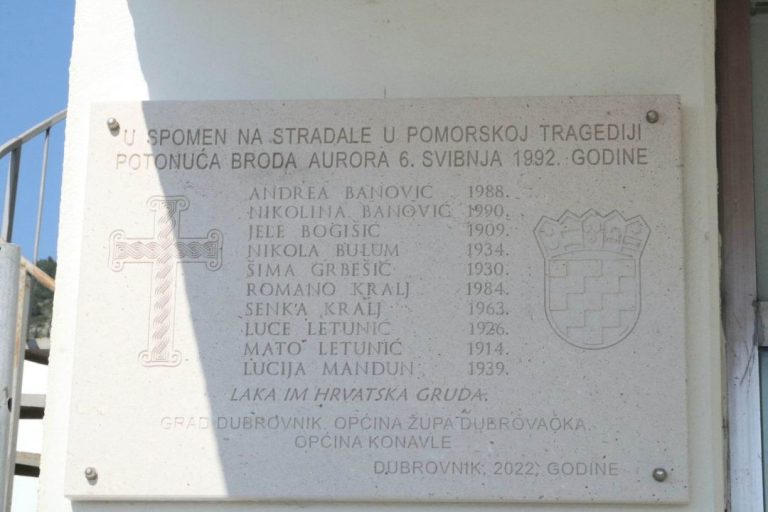 U SPOMEN NA STRADALE U POMORSKOJ TRAGEDIJI
POTONUĆA BRODA AURORA 6. SVIBNJA 1992. GODINE
ANDREA BANOVIĆ 1988.
NIKOLINA BANOVIĆ 1990.
JELE BOGIŠIĆ 1909.
NIKOLA BULUM 1934.
ŠIMA GRBEŠIĆ 1930.
ROMANO KRALJ 1984.
SENKA KRALJ 1963.
LUCE LETUNIĆ 1926.
MATO LETUNIĆ 1914.
LUCIJA MANDUN 1939.
LAKA IM HRVATSKA GRUDA.
GRAD DUBROVNIK, OPĆINA ŽUPA DUBROVAČKA,
OPĆINA KONAVLE
DUBROVNIK, 2022, GODINE